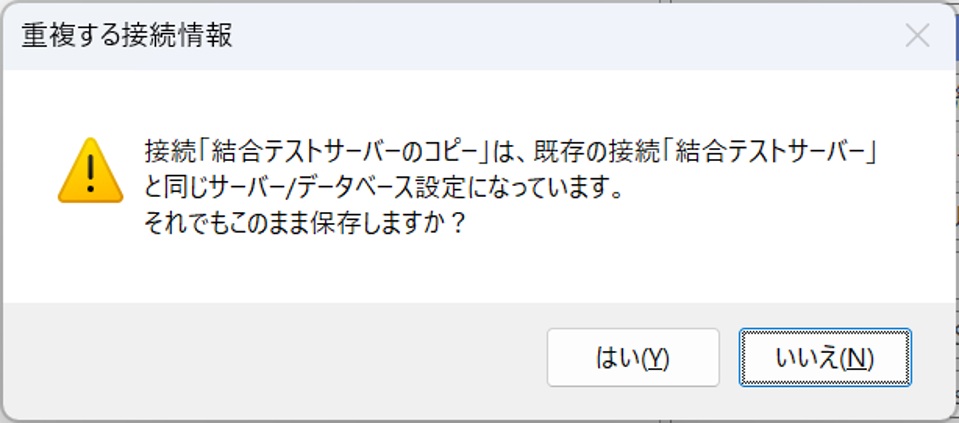 重複する接続情報
接続「結合テストサーバーのコピー」は、既存の接続「結合テストサーバー」
と同じサーバー/データベース設定になっています。
それでもこのまま保存しますか？
はい(Y)
いいえ(N)